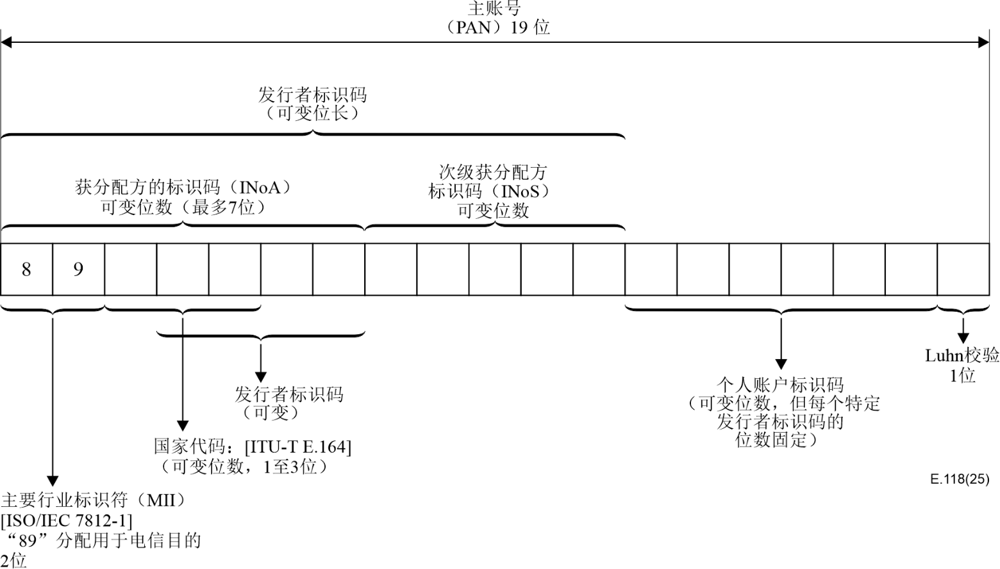 主账号
（PAN）19 位
发行者标识码
（可变位长）
获分配方的标识码（INoA）
可变位数（最多7位）
次级获分配方
标识码（INoS）
可变位数
8 9
Luhn校验
1位
个人账户标识码
（可变位数，但每个特定
发行者标识码的
位数固定）
发行者标识码
（可变）
国家代码：[ITU-T E.164]
（可变位数，1至3位）
E.118(25)
主要行业标识符（MII）
[ISO/IEC 7812-1]
“89”分配用于电信目的
2位